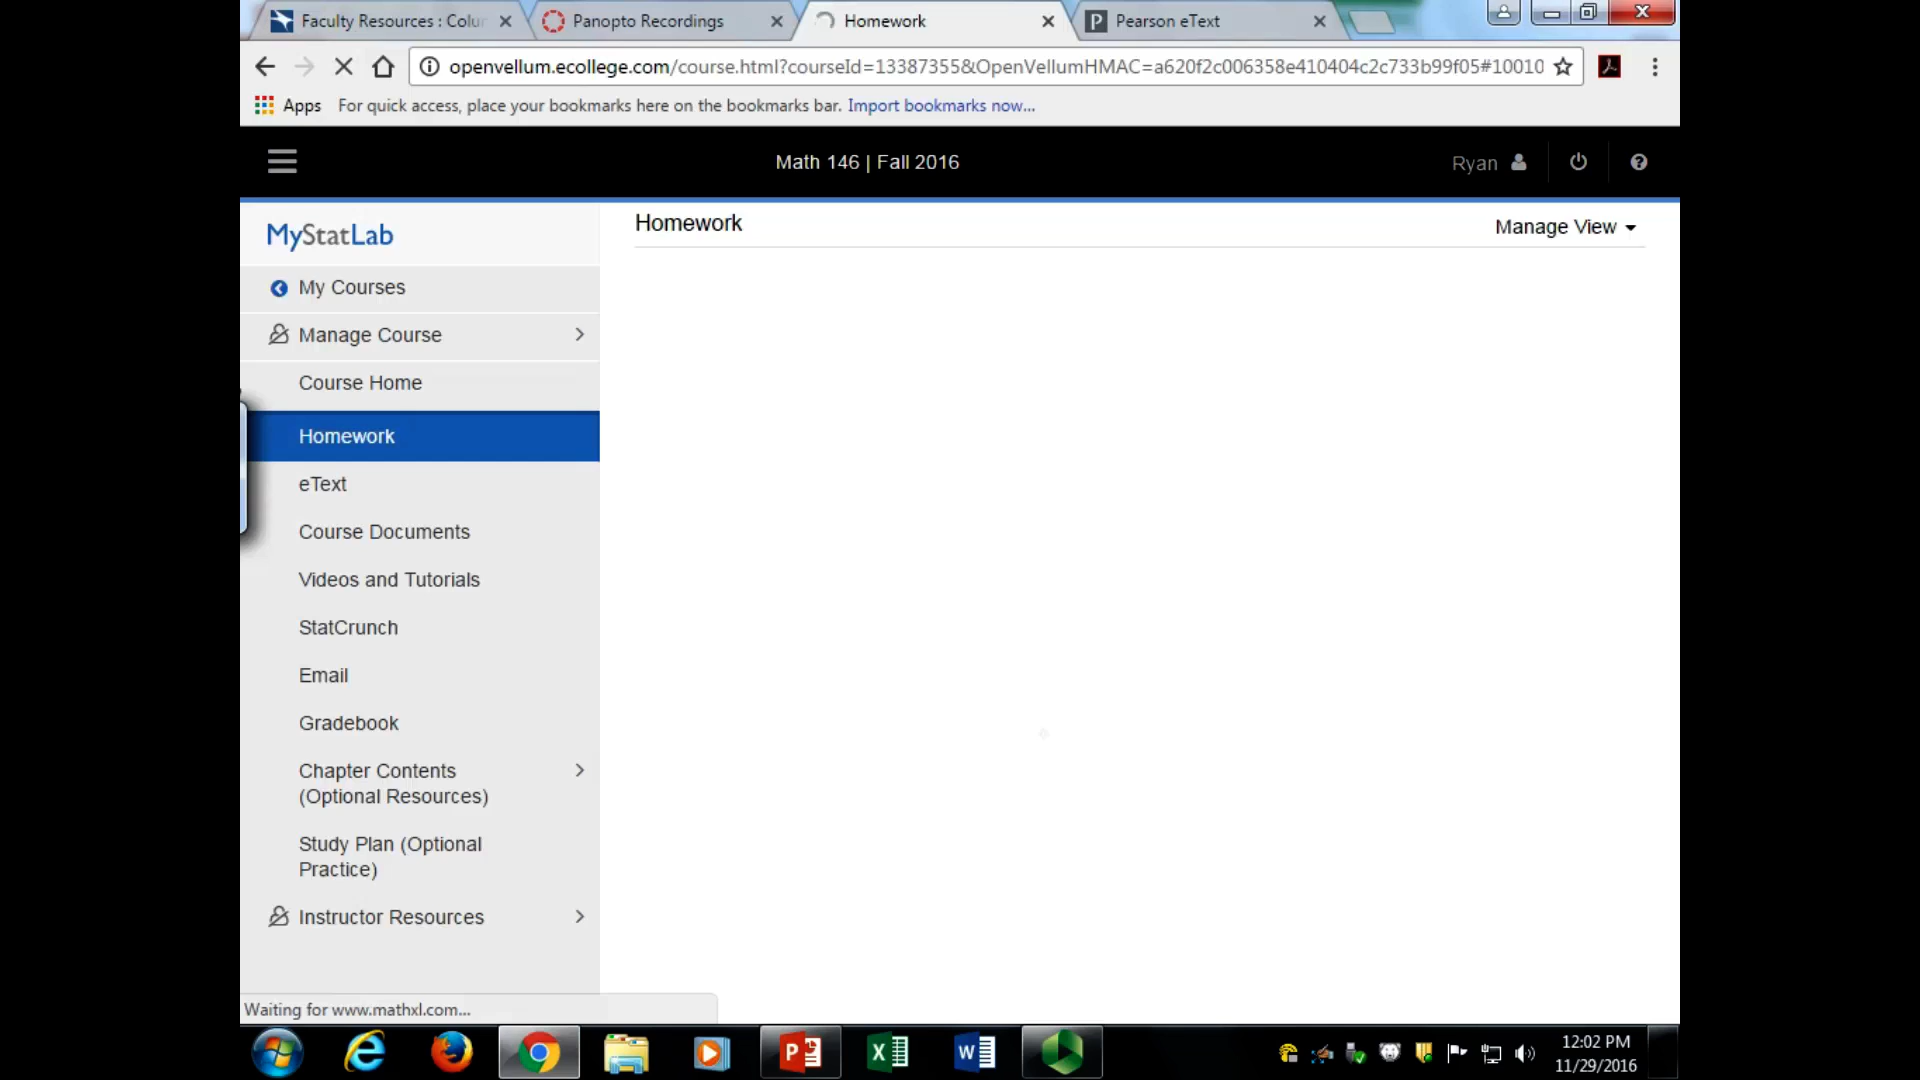 Faculty Resources : Colu
Panopto Recordings
Homework
Pearson eText
openvellum.ecollege.com/course.html?courseId=13387355&OpenVellumHMAC=a620f2c006358e410404c2c733b99f05#10010
Apps
For quick access, place your bookmarks here on the bookmarks bar. Import bookmarks now...
Math 146 | Fall 2016
Ryan
MyStatLab
Homework
Manage View
My Courses
Manage Course
Course Home
Homework
eText
Course Documents
Videos and Tutorials
StatCrunch
Email
Gradebook
Chapter Contents
(Optional Resources)
Study Plan (Optional
Practice)
Instructor Resources
Waiting for www.mathxl.com...
12:02 PM
11/29/2016